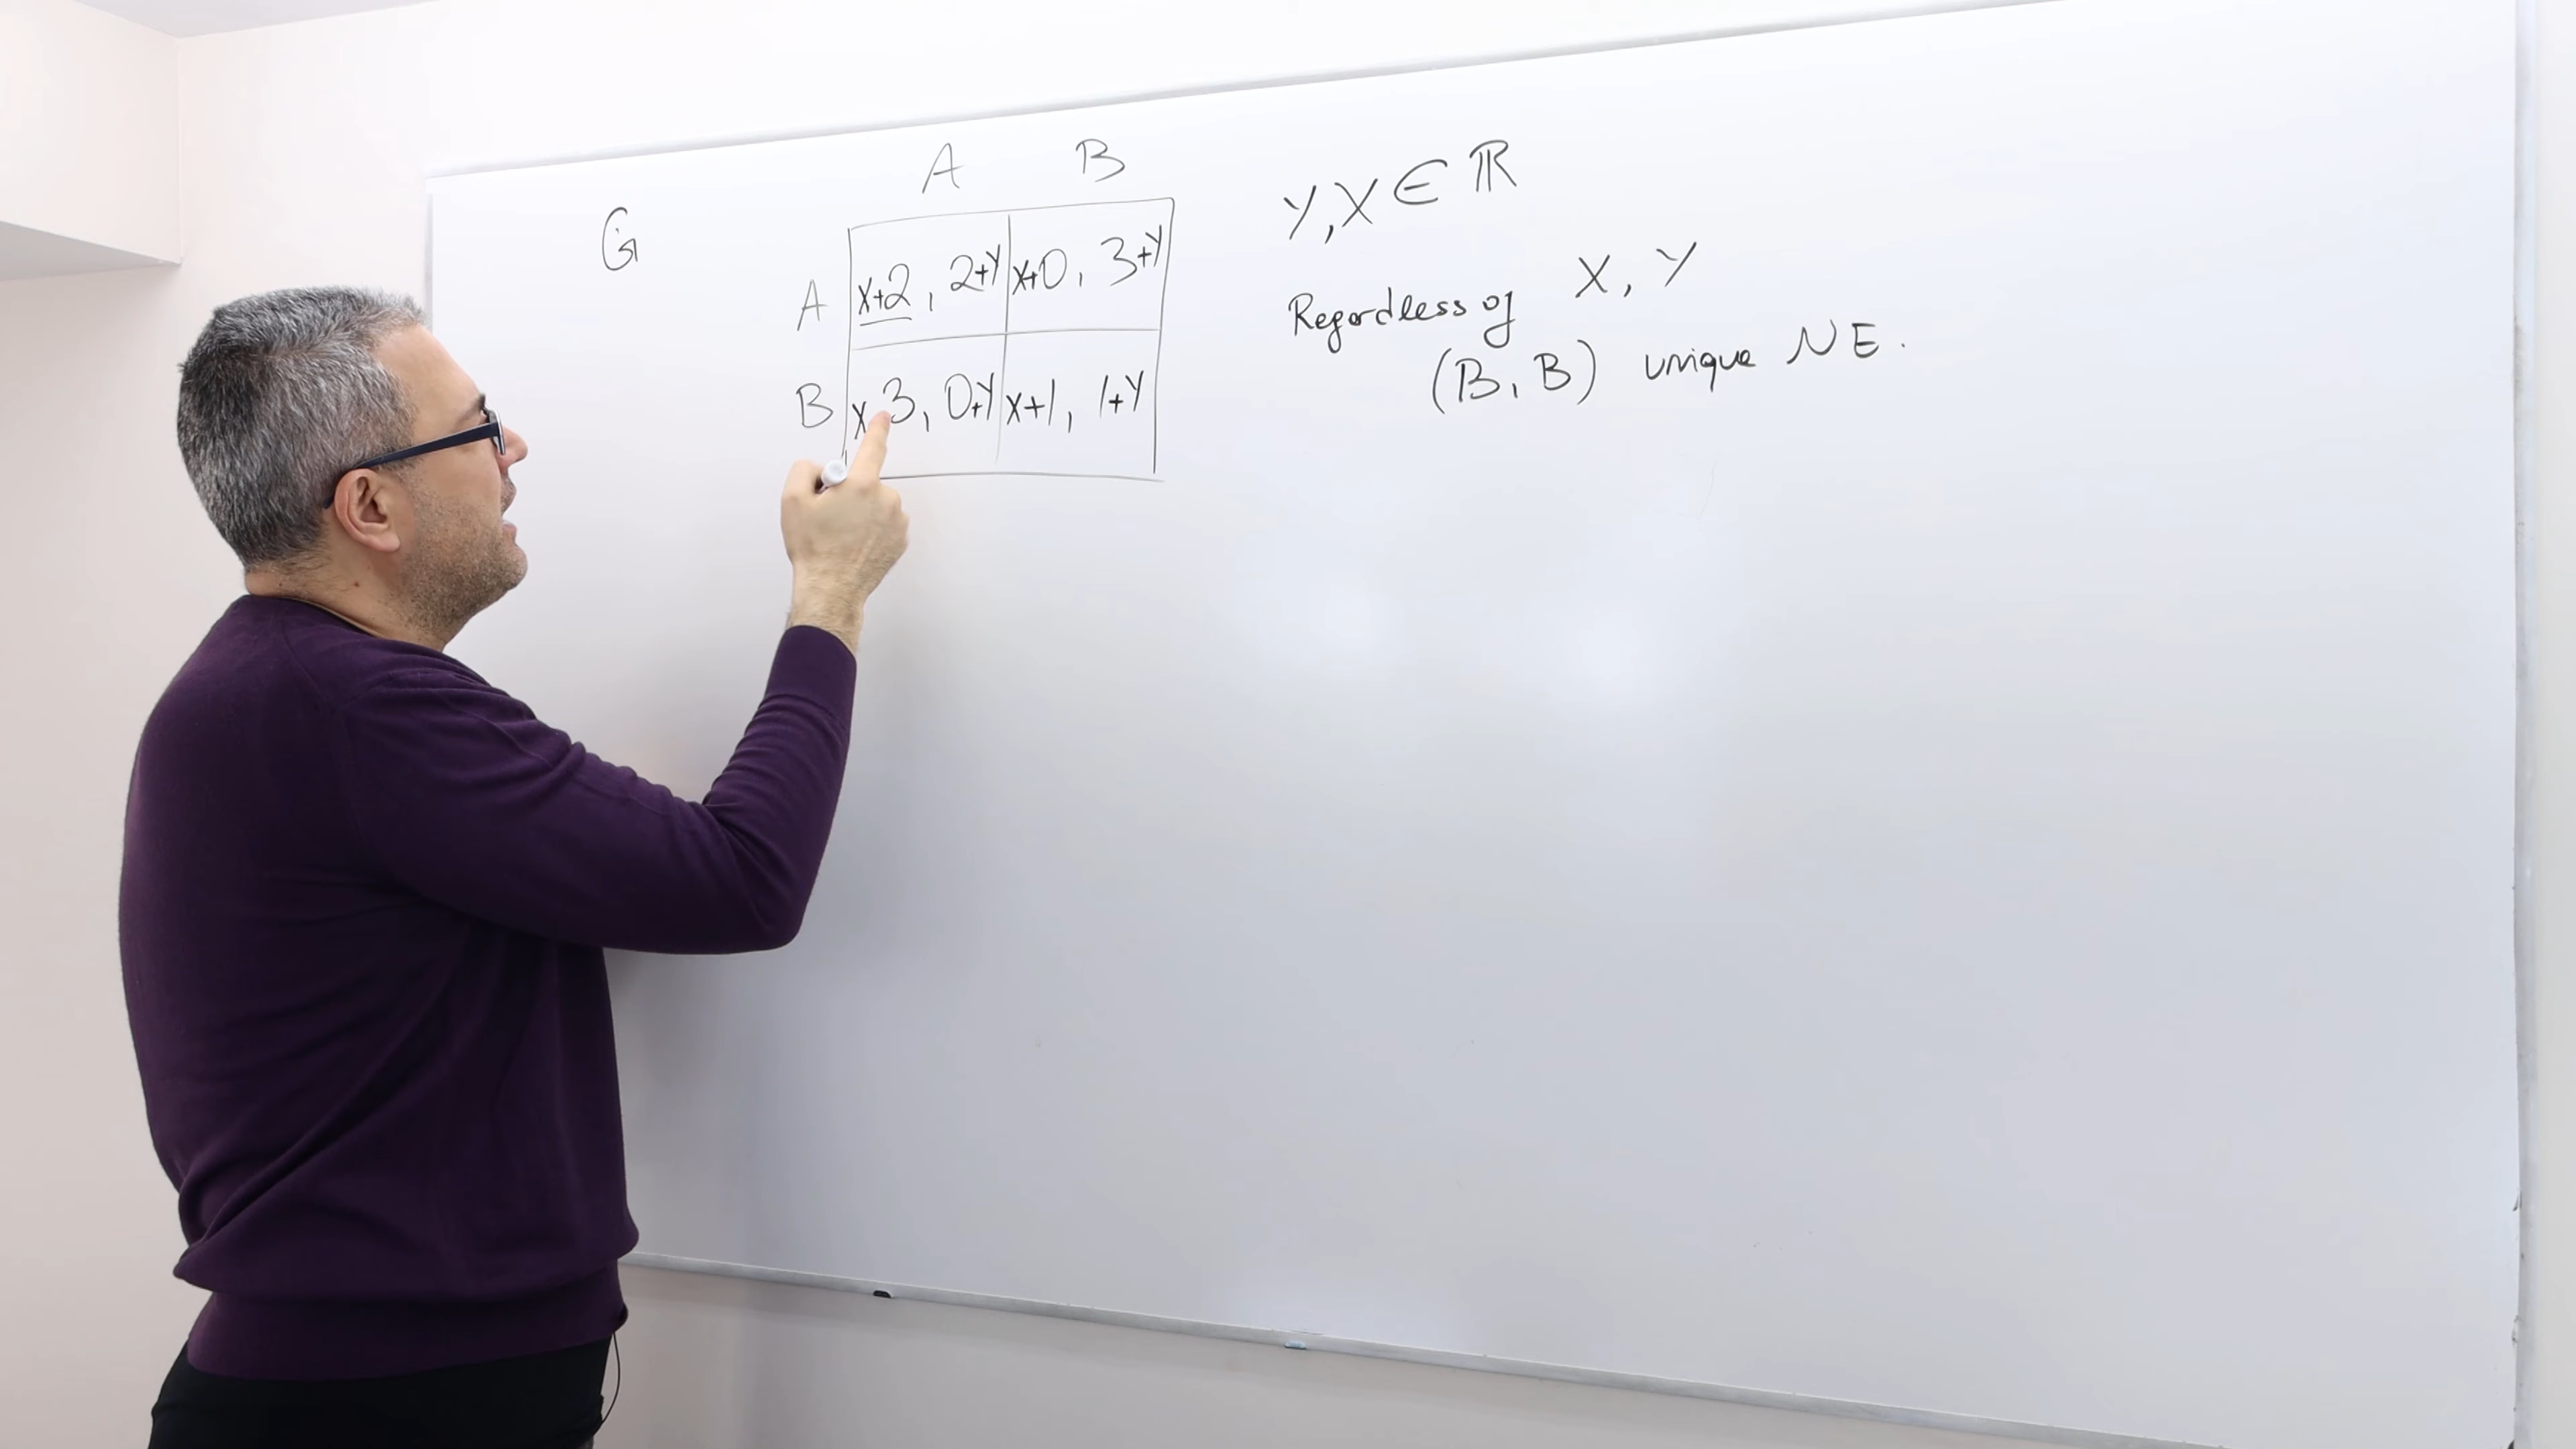 G
A B
A x+2, 2+y x+0, 3+y
B x 3, 0+y x+1, 1+y
Y, X ∈ ℝ
Regardless of X, Y
(B, B) unique NE.